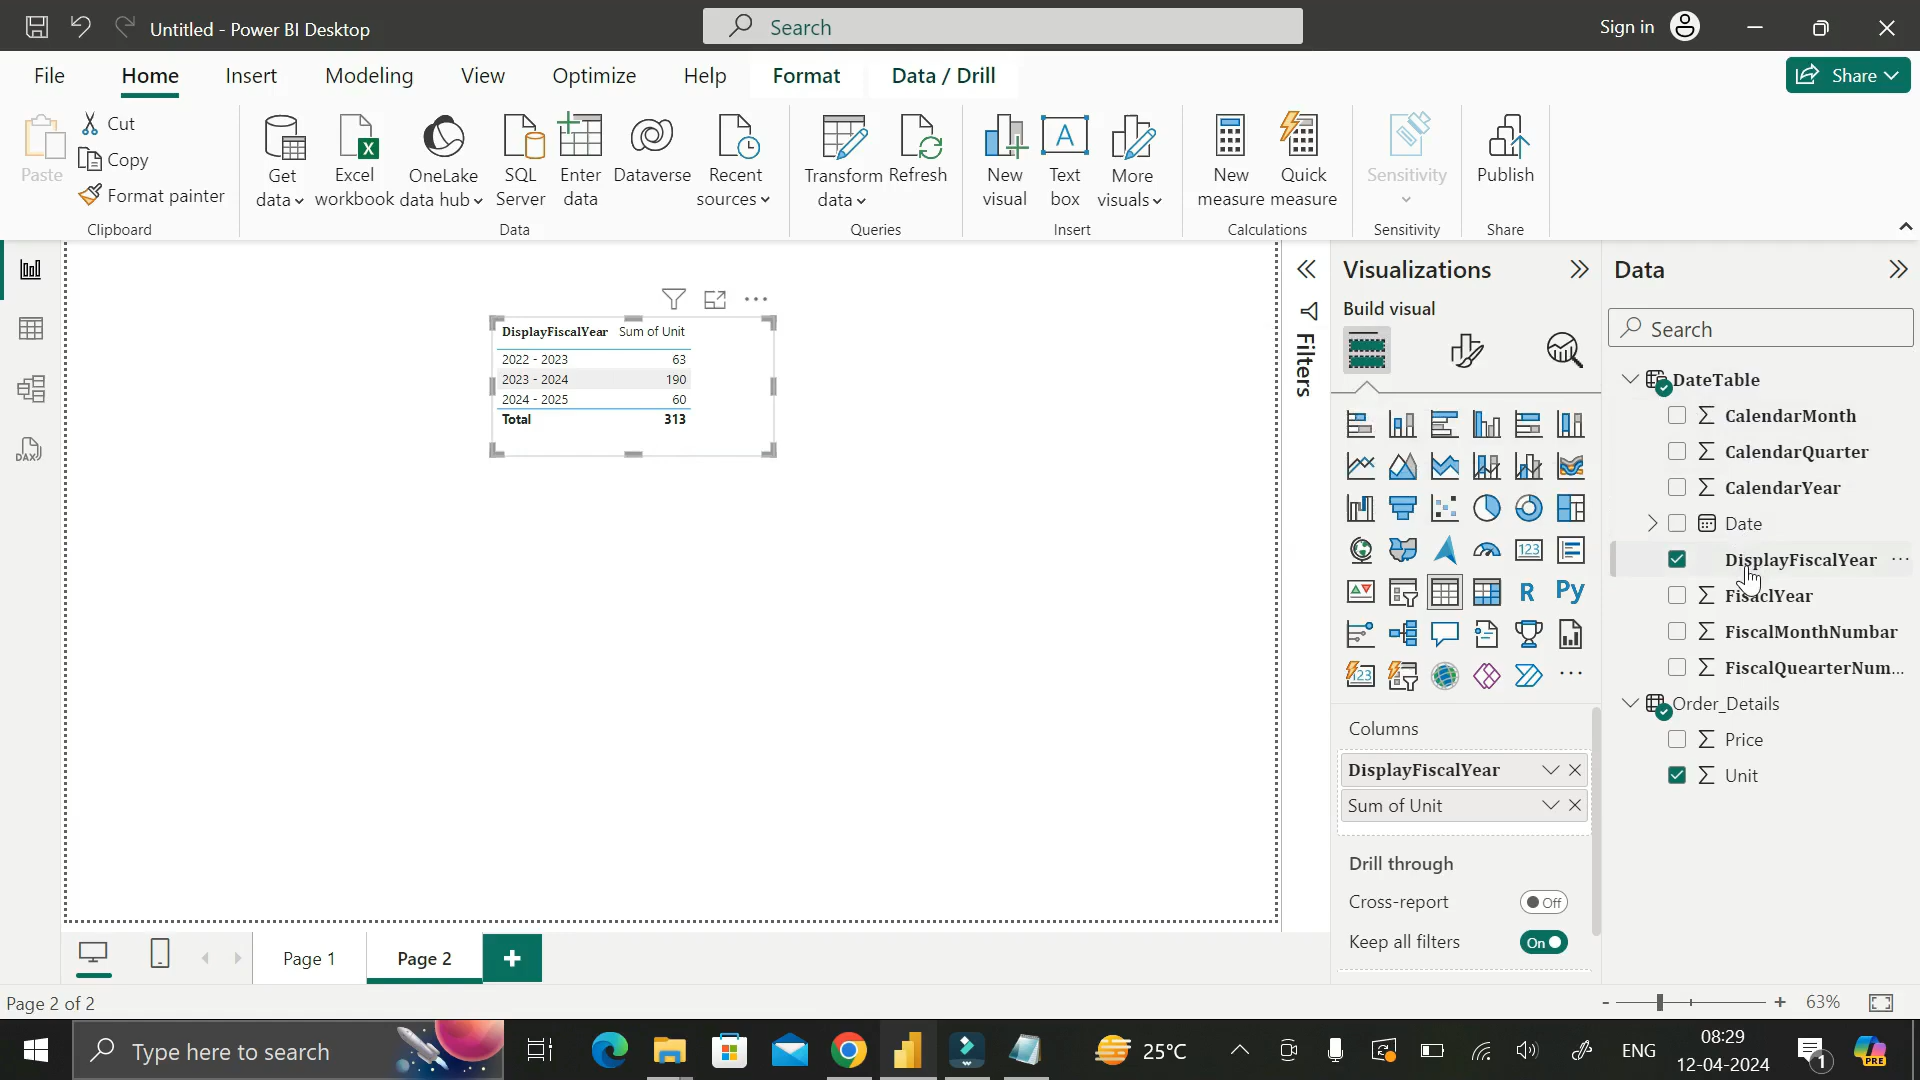 Untitled - Power BI Desktop
Search
Sign in
File
Home
Insert
Modeling
View
Optimize
Help
Format
Data / Drill
Share
Paste
Cut
Copy
Format painter
Clipboard
Get data
Excel workbook
OneLake data hub
SQL Server
Enter data
Dataverse
Recent sources
Data
Transform data
Refresh
Queries
New visual
Text box
More visuals
Insert
New measure
Quick measure
Calculations
Sensitivity
Sensitivity
Publish
Share
DAX
DisplayFiscalYear Sum of Unit
2022 - 2023 63
2023 - 2024 190
2024 - 2025 60
Total 313
Filters
Visualizations
Build visual
123
R
Py
123
Columns
DisplayFiscalYear
Sum of Unit
Drill through
Cross-report
Off
Keep all filters
On
Data
Search
DateTable
CalendarMonth
CalendarQuarter
CalendarYear
Date
DisplayFiscalYear
FisaclYear
FiscalMonthNumbar
FiscalQuearterNum...
Order_Details
Price
Unit
Page 1
Page 2
Page 2 of 2
63%
Type here to search
25°C
ENG
08:29
12-04-2024
1
PRE